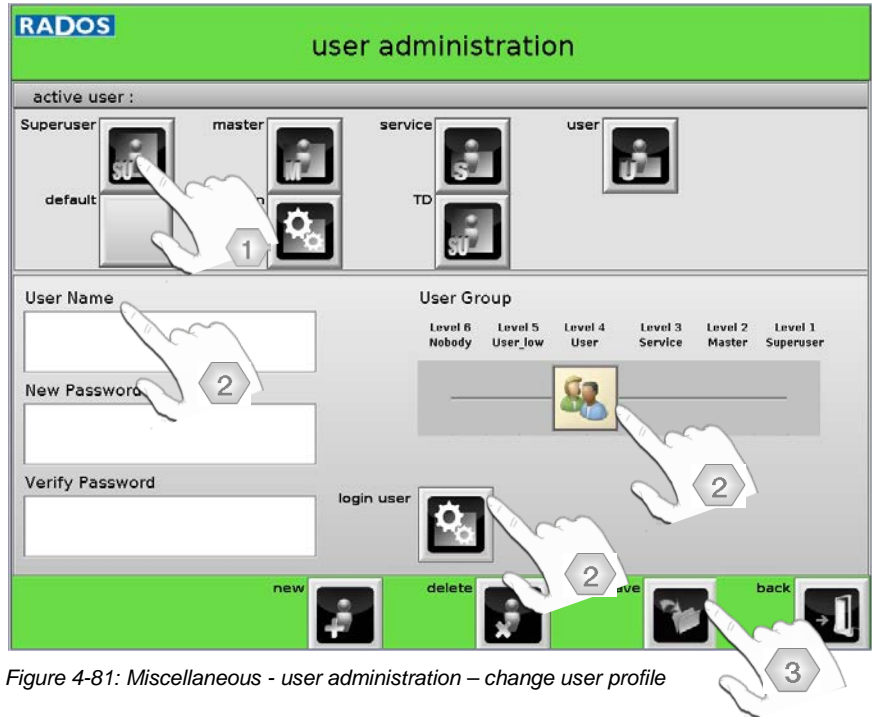 RADOS
user administration
active user :
Superuser master service user
SU M S U
default n TD
SU
1
User Name User Group
Level 6 Level 5 Level 4 Level 3 Level 2 Level 1
Nobody User_low User Service Master Superuser
New Password
2
2
Verify Password
login user
2
new delete ave back
3
Figure 4-81: Miscellaneous - user administration – change user profile